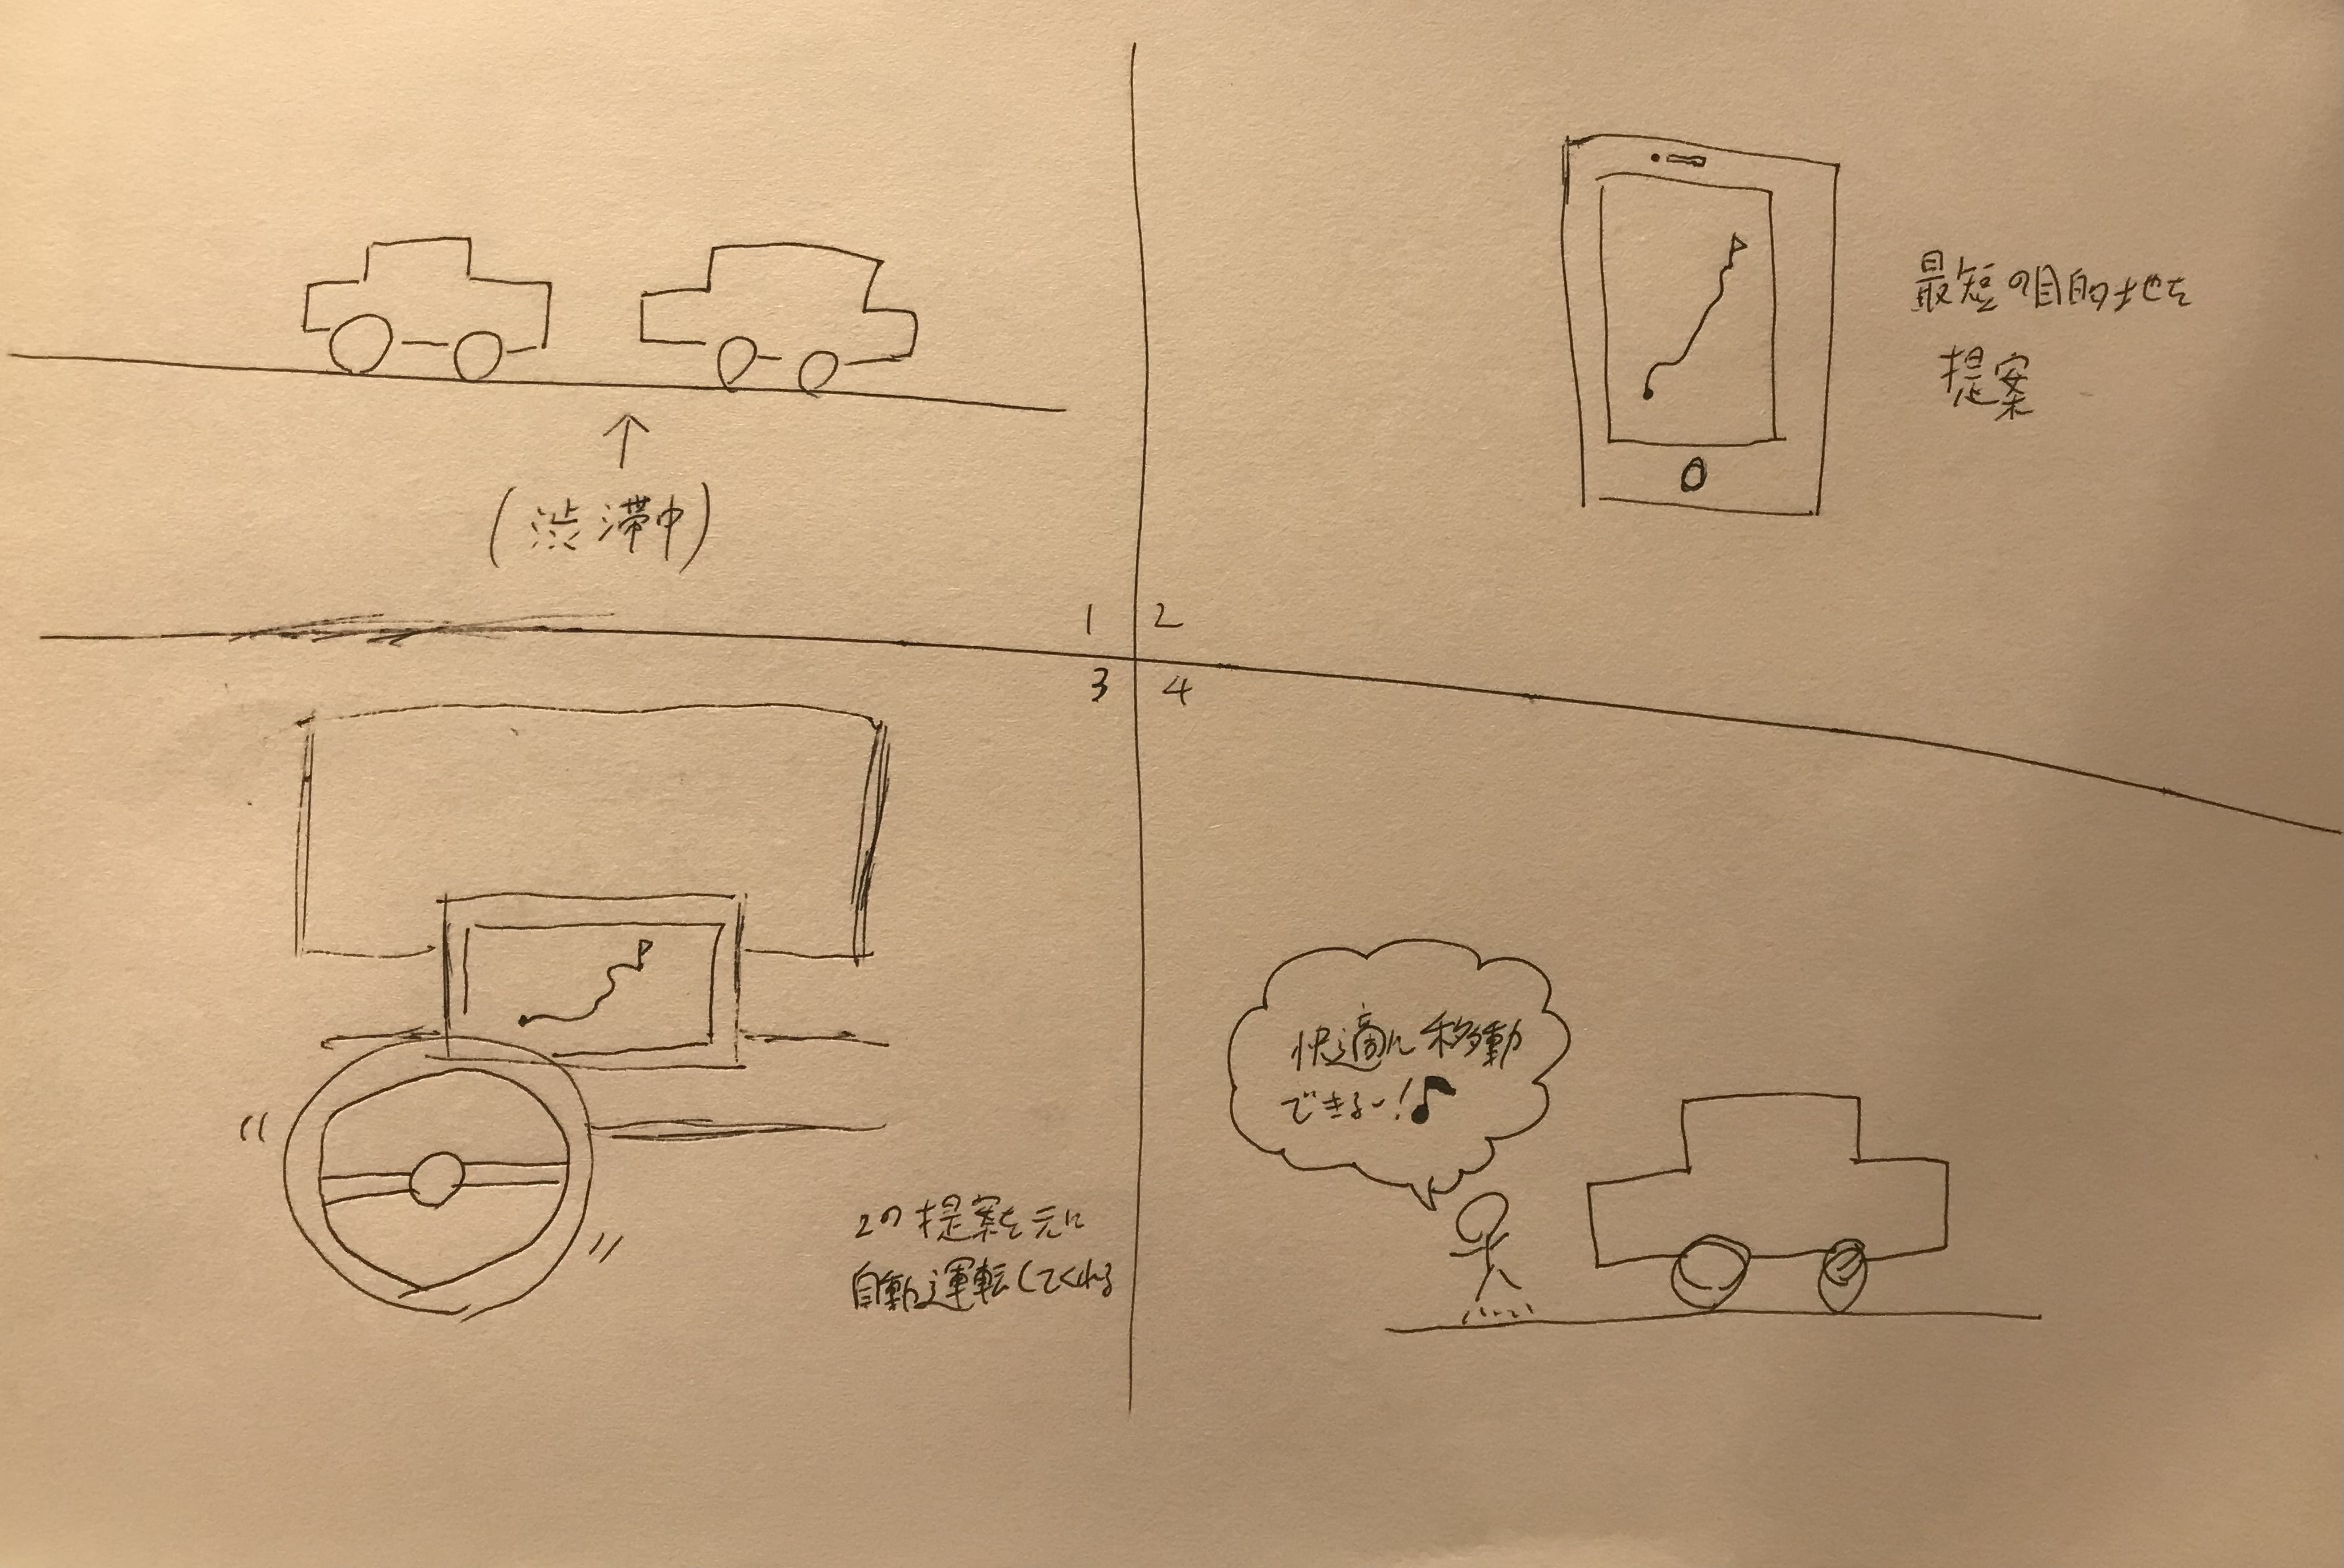 (渋滞中)
1
2
最短の目的地を
提案
3
4
2の提案を元に
自動運転してくれる
快適に移動
できるー!♪